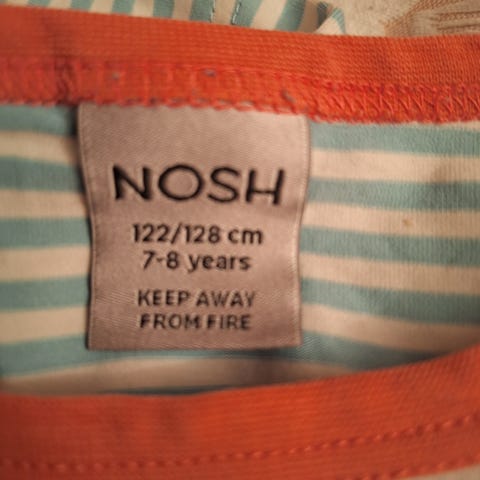 NOSH
122/128 cm
7-8 years
KEEP AWAY
FROM FIRE